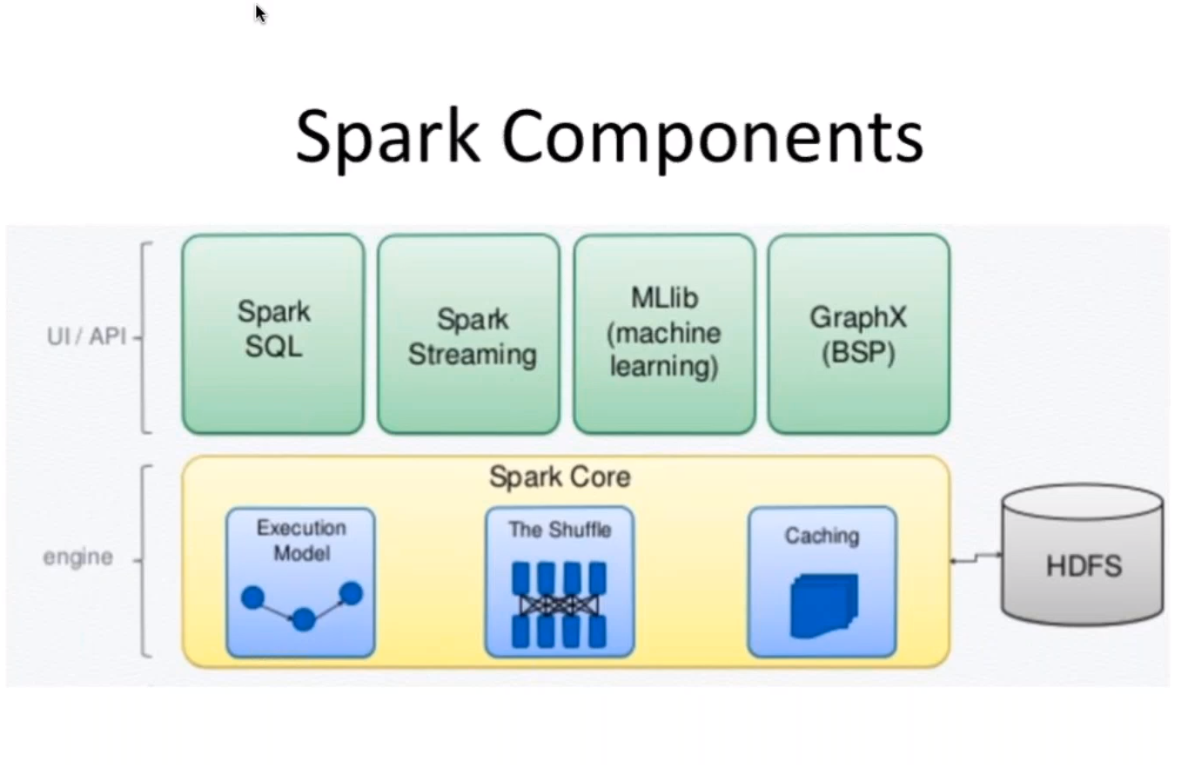 Spark Components
UI / API
Spark
SQL
Spark
Streaming
MLlib
(machine
learning)
GraphX
(BSP)
engine
Spark Core
Execution
Model
The Shuffle
Caching
HDFS